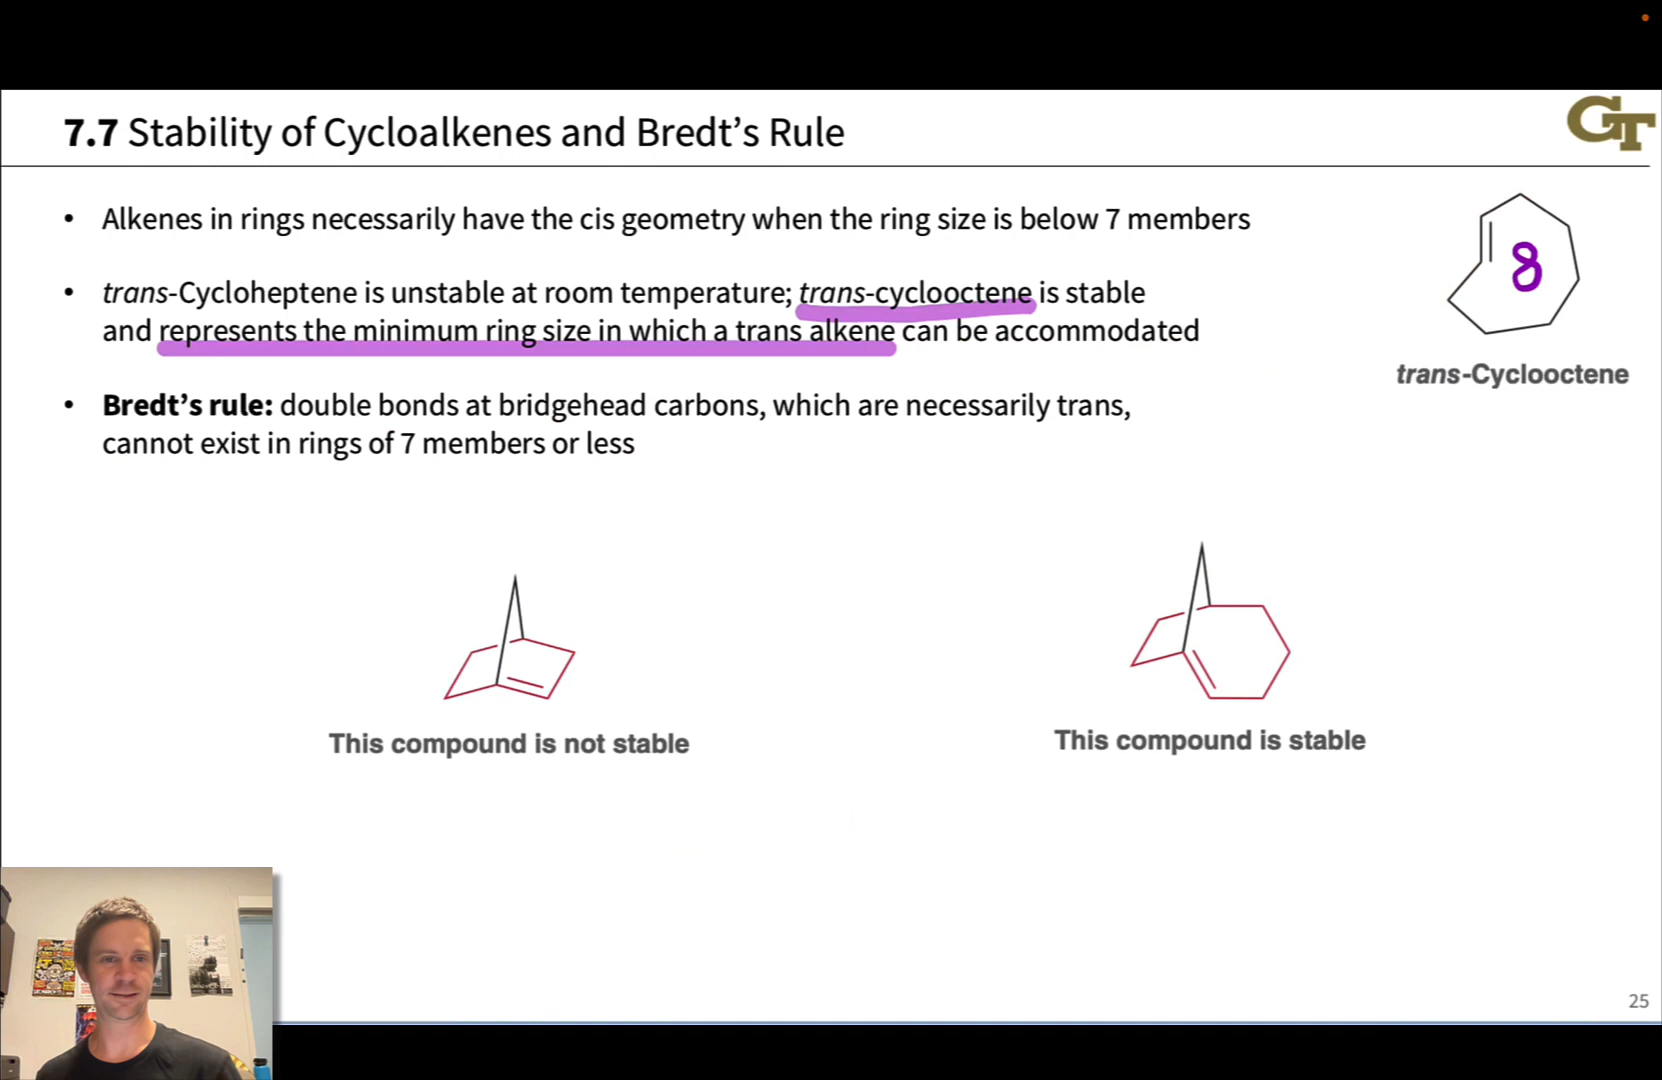 7.7 Stability of Cycloalkenes and Bredt's Rule
GT
• Alkenes in rings necessarily have the cis geometry when the ring size is below 7 members
• trans-Cycloheptene is unstable at room temperature; trans-cyclooctene is stable
and represents the minimum ring size in which a trans alkene can be accommodated
8
trans-Cyclooctene
• Bredt's rule: double bonds at bridgehead carbons, which are necessarily trans,
cannot exist in rings of 7 members or less
This compound is not stable
This compound is stable
25